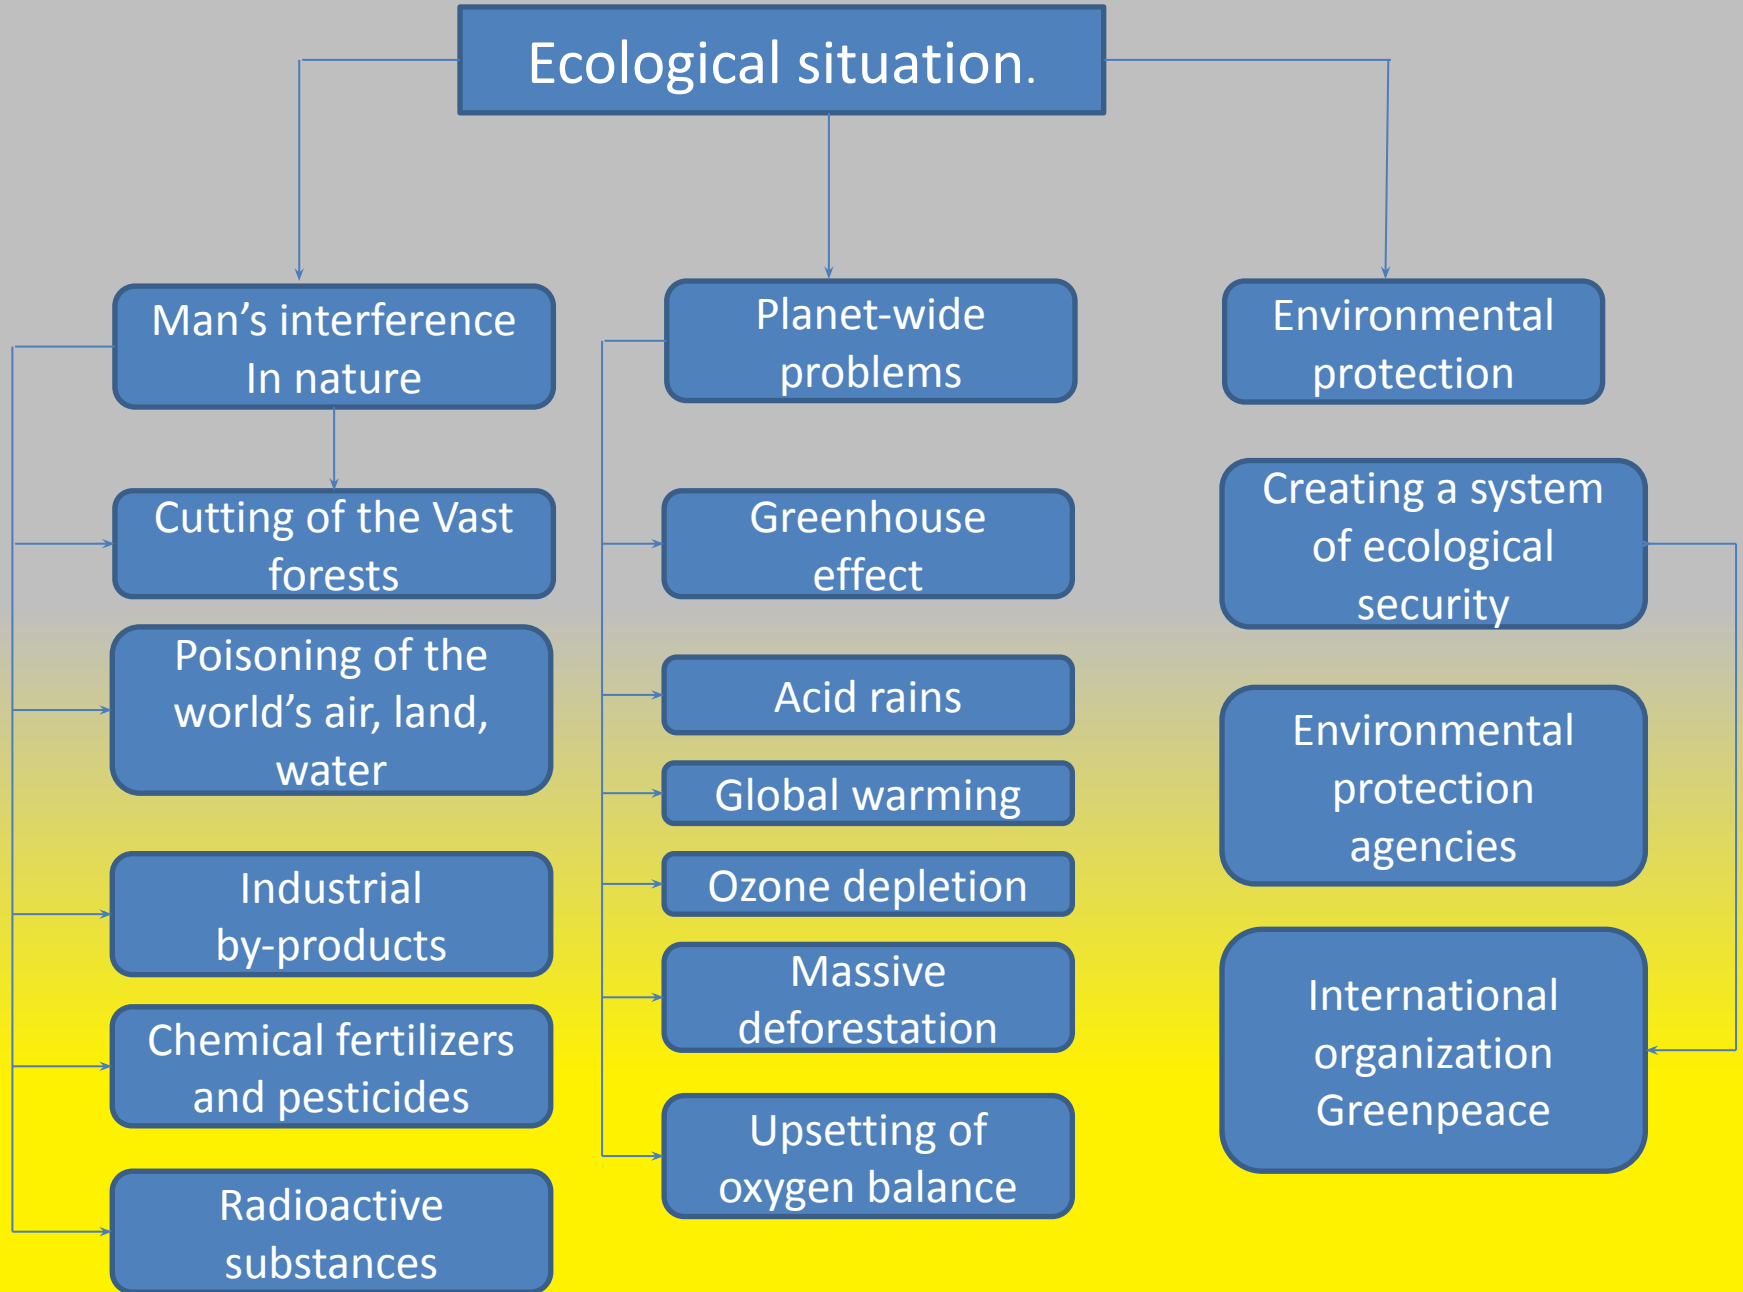 Ecological situation.
Man’s interference
In nature
Cutting of the Vast
forests
Poisoning of the
world’s air, land,
water
Industrial
by-products
Chemical fertilizers
and pesticides
Radioactive
substances
Planet-wide
problems
Greenhouse
effect
Acid rains
Global warming
Ozone depletion
Massive
deforestation
Upsetting of
oxygen balance
Environmental
protection
Creating a system
of ecological
security
Environmental
protection
agencies
International
organization
Greenpeace